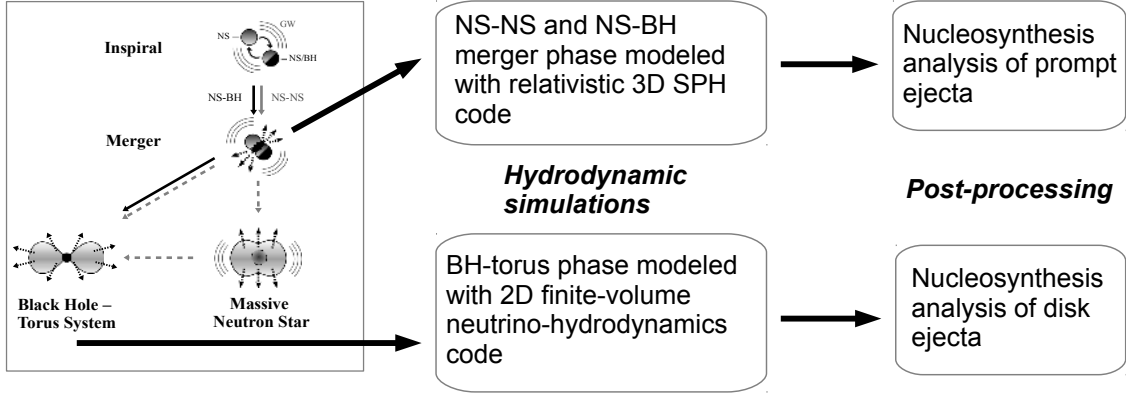 Inspiral
GW
NS
NS/BH
NS-BH
NS-NS
Merger
Black Hole –
Torus System
Massive
Neutron Star
NS-NS and NS-BH
merger phase modeled
with relativistic 3D SPH
code
Nucleosynthesis
analysis of prompt
ejecta
Hydrodynamic
simulations
Post-processing
BH-torus phase modeled
with 2D finite-volume
neutrino-hydrodynamics
code
Nucleosynthesis
analysis of disk
ejecta